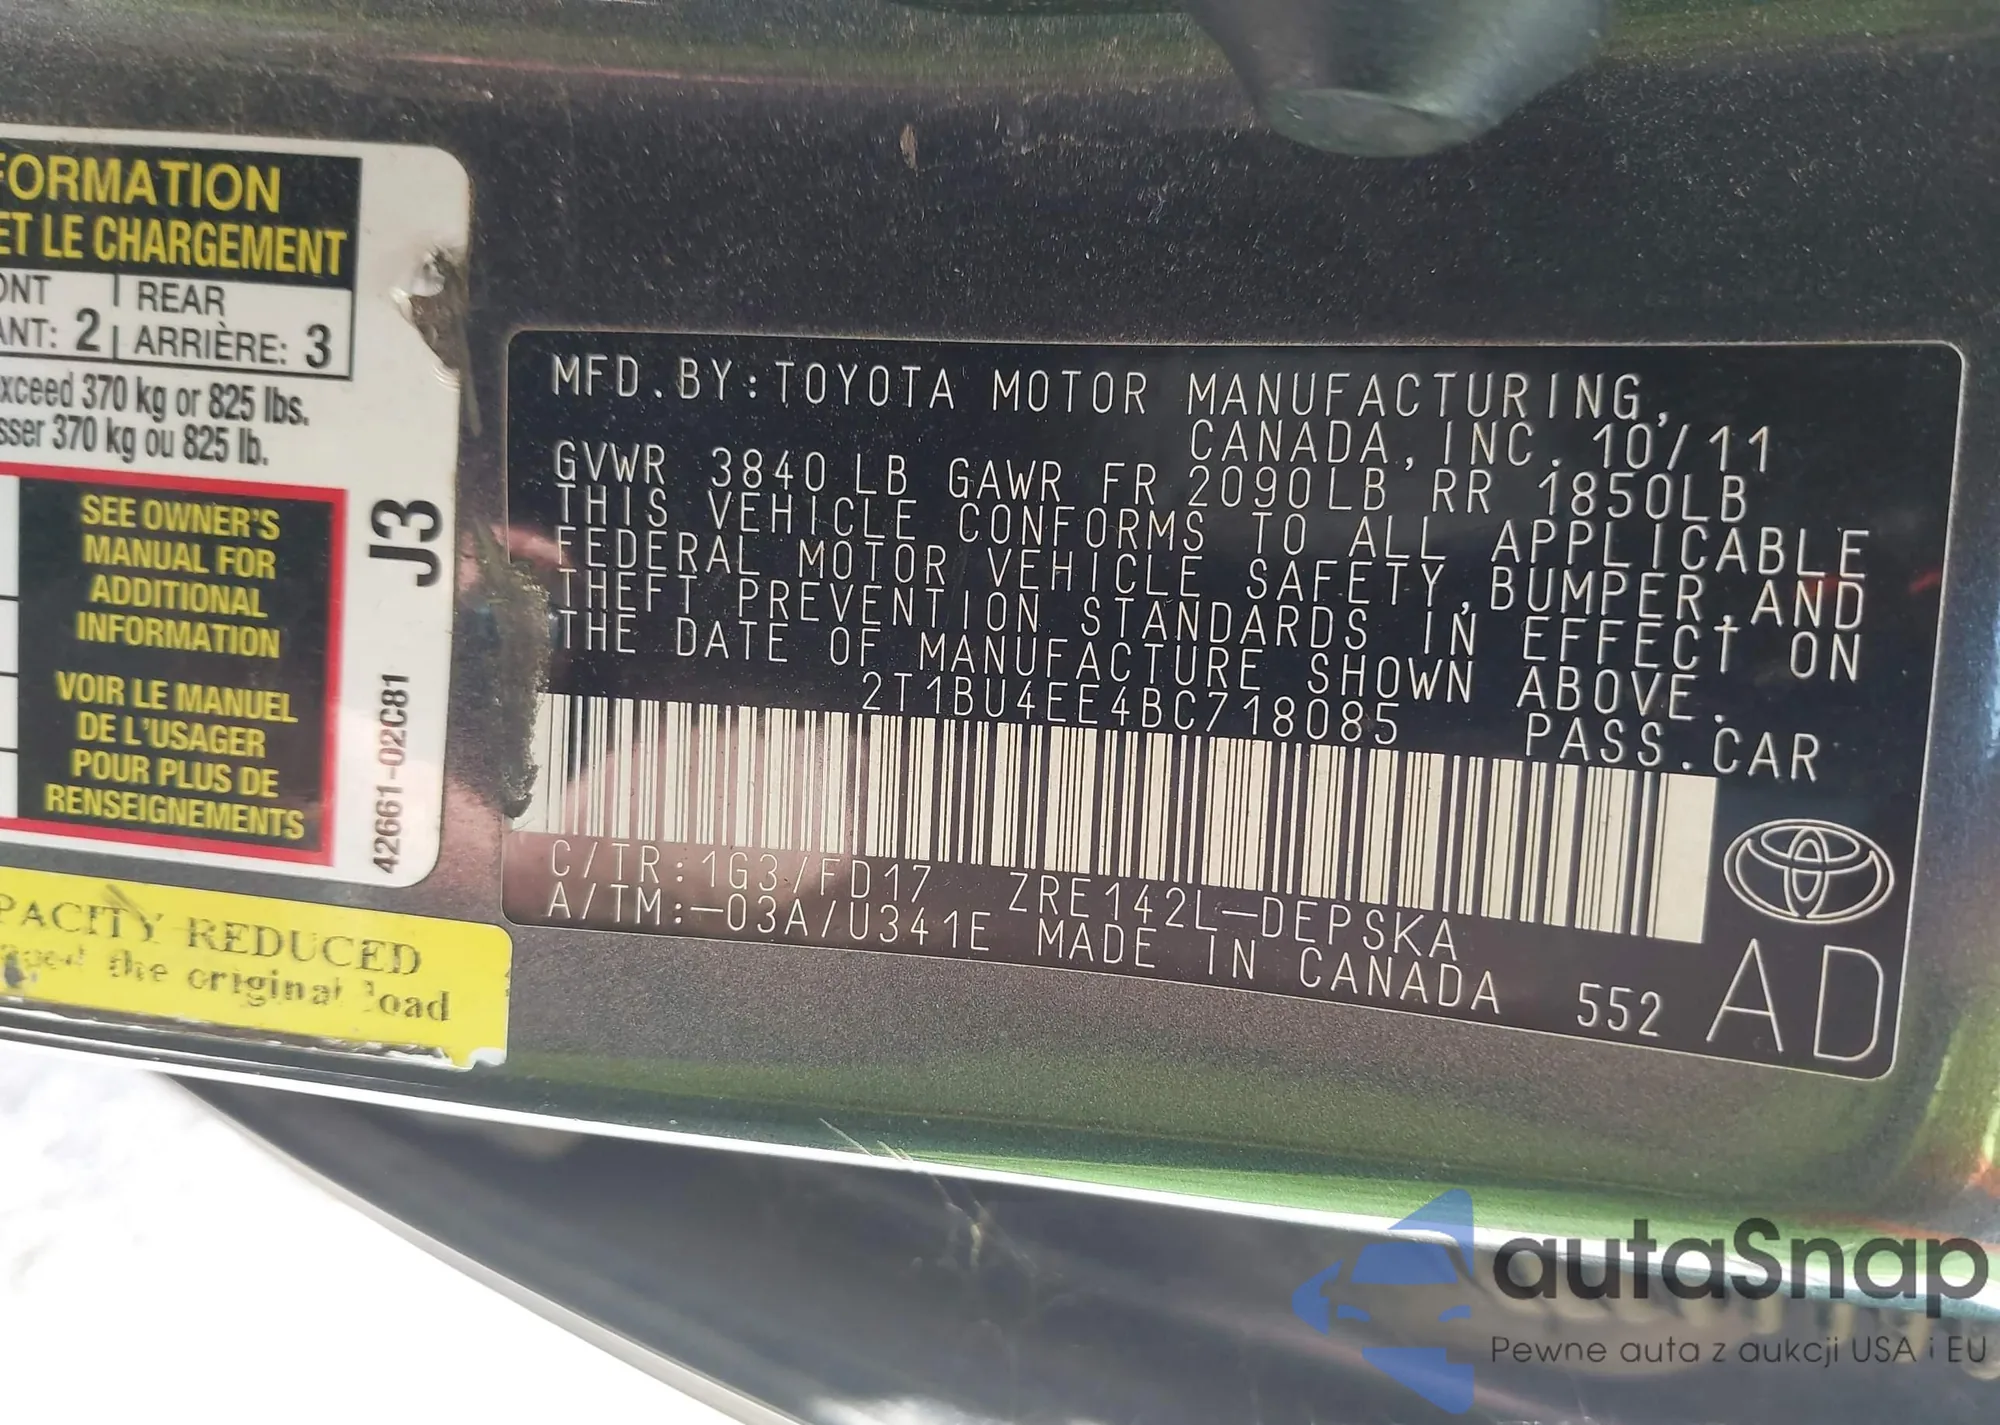 FORMATION
ET LE CHARGEMENT
ONT | REAR
ANT: 2 | ARRIÈRE: 3
xceed 370 kg or 825 lbs.
sser 370 kg ou 825 lb.
SEE OWNER'S
MANUAL FOR
ADDITIONAL
INFORMATION
VOIR LE MANUEL
DE L'USAGER
POUR PLUS DE
RENSEIGNEMENTS
J3
42661-02C81
PACITY REDUCED
the original load
MFD.BY:TOYOTA MOTOR MANUFACTURING,
CANADA,INC. 10/11
GVWR 3840 LB GAWR FR 2090LB RR 1850LB
THIS VEHICLE CONFORMS TO ALL APPLICABLE
FEDERAL MOTOR VEHICLE SAFETY,BUMPER,AND
THEFT PREVENTION STANDARDS IN EFFECT ON
THE DATE OF MANUFACTURE SHOWN ABOVE.
2T1BU4EE4BC718085 PASS.CAR
C/TR:1G3/FD17 ZRE142L-DEPSKA
A/TM:-03A/U341E MADE IN CANADA 552
AD
autaSnap
Pewne auta z aukcji USA i EU